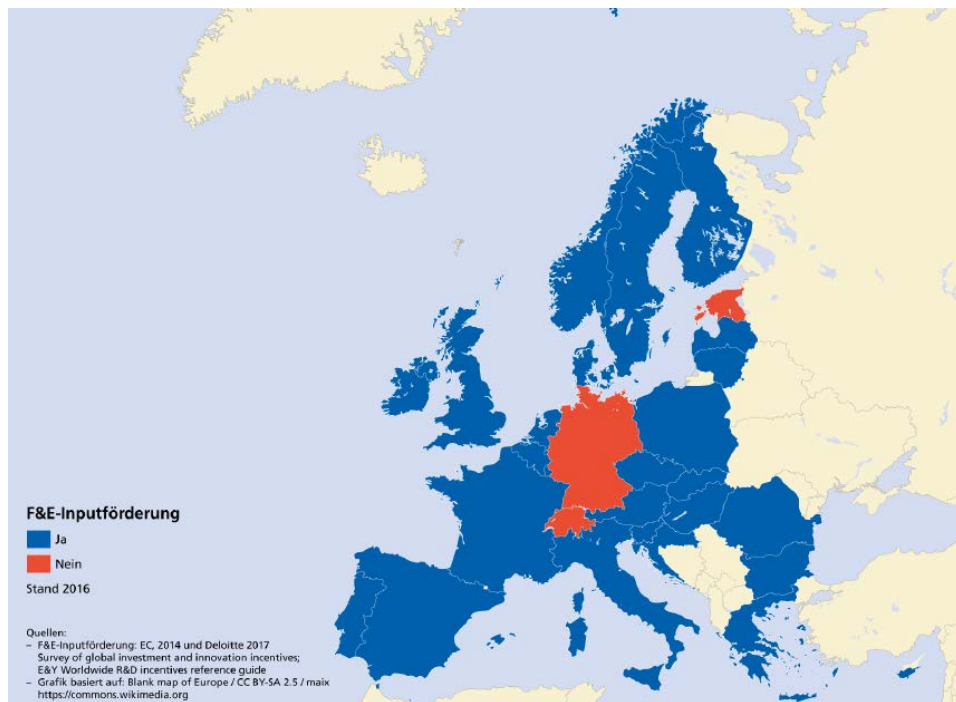 F&E-Inputförderung
Ja
Nein
Stand 2016
Quellen:
– F&E-Inputförderung: EC, 2014 und Deloitte 2017
Survey of global investment and innovation incentives;
E&Y Worldwide R&D incentives reference guide
– Grafik basiert auf: Blank map of Europe / CC BY-SA 2.5 / maix
https://commons.wikimedia.org